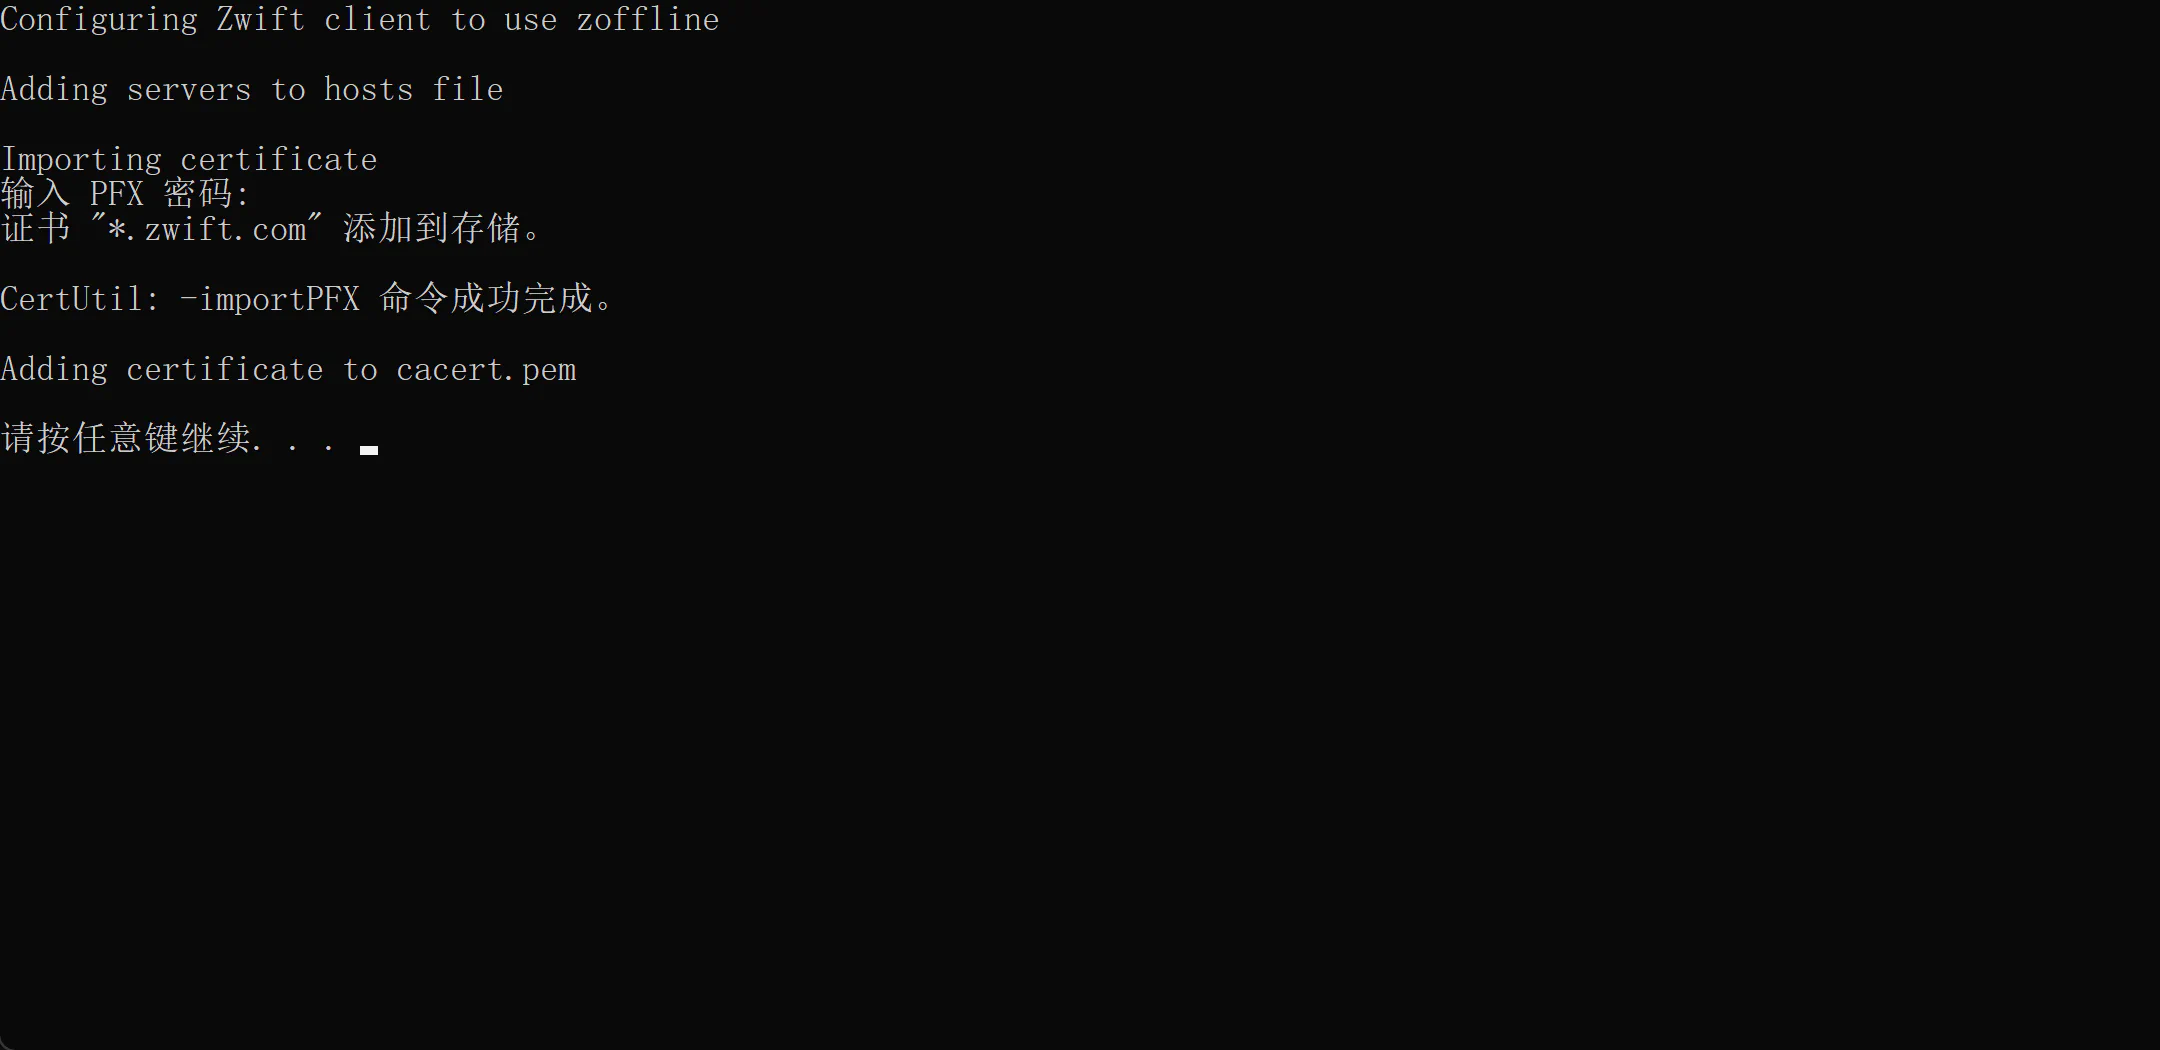 Configuring Zwift client to use zoffline
Adding servers to hosts file
Importing certificate
输入 PFX 密码:
证书 "*.zwift.com" 添加到存储。
CertUtil: -importPFX 命令成功完成。
Adding certificate to cacert.pem
请按任意键继续. . .